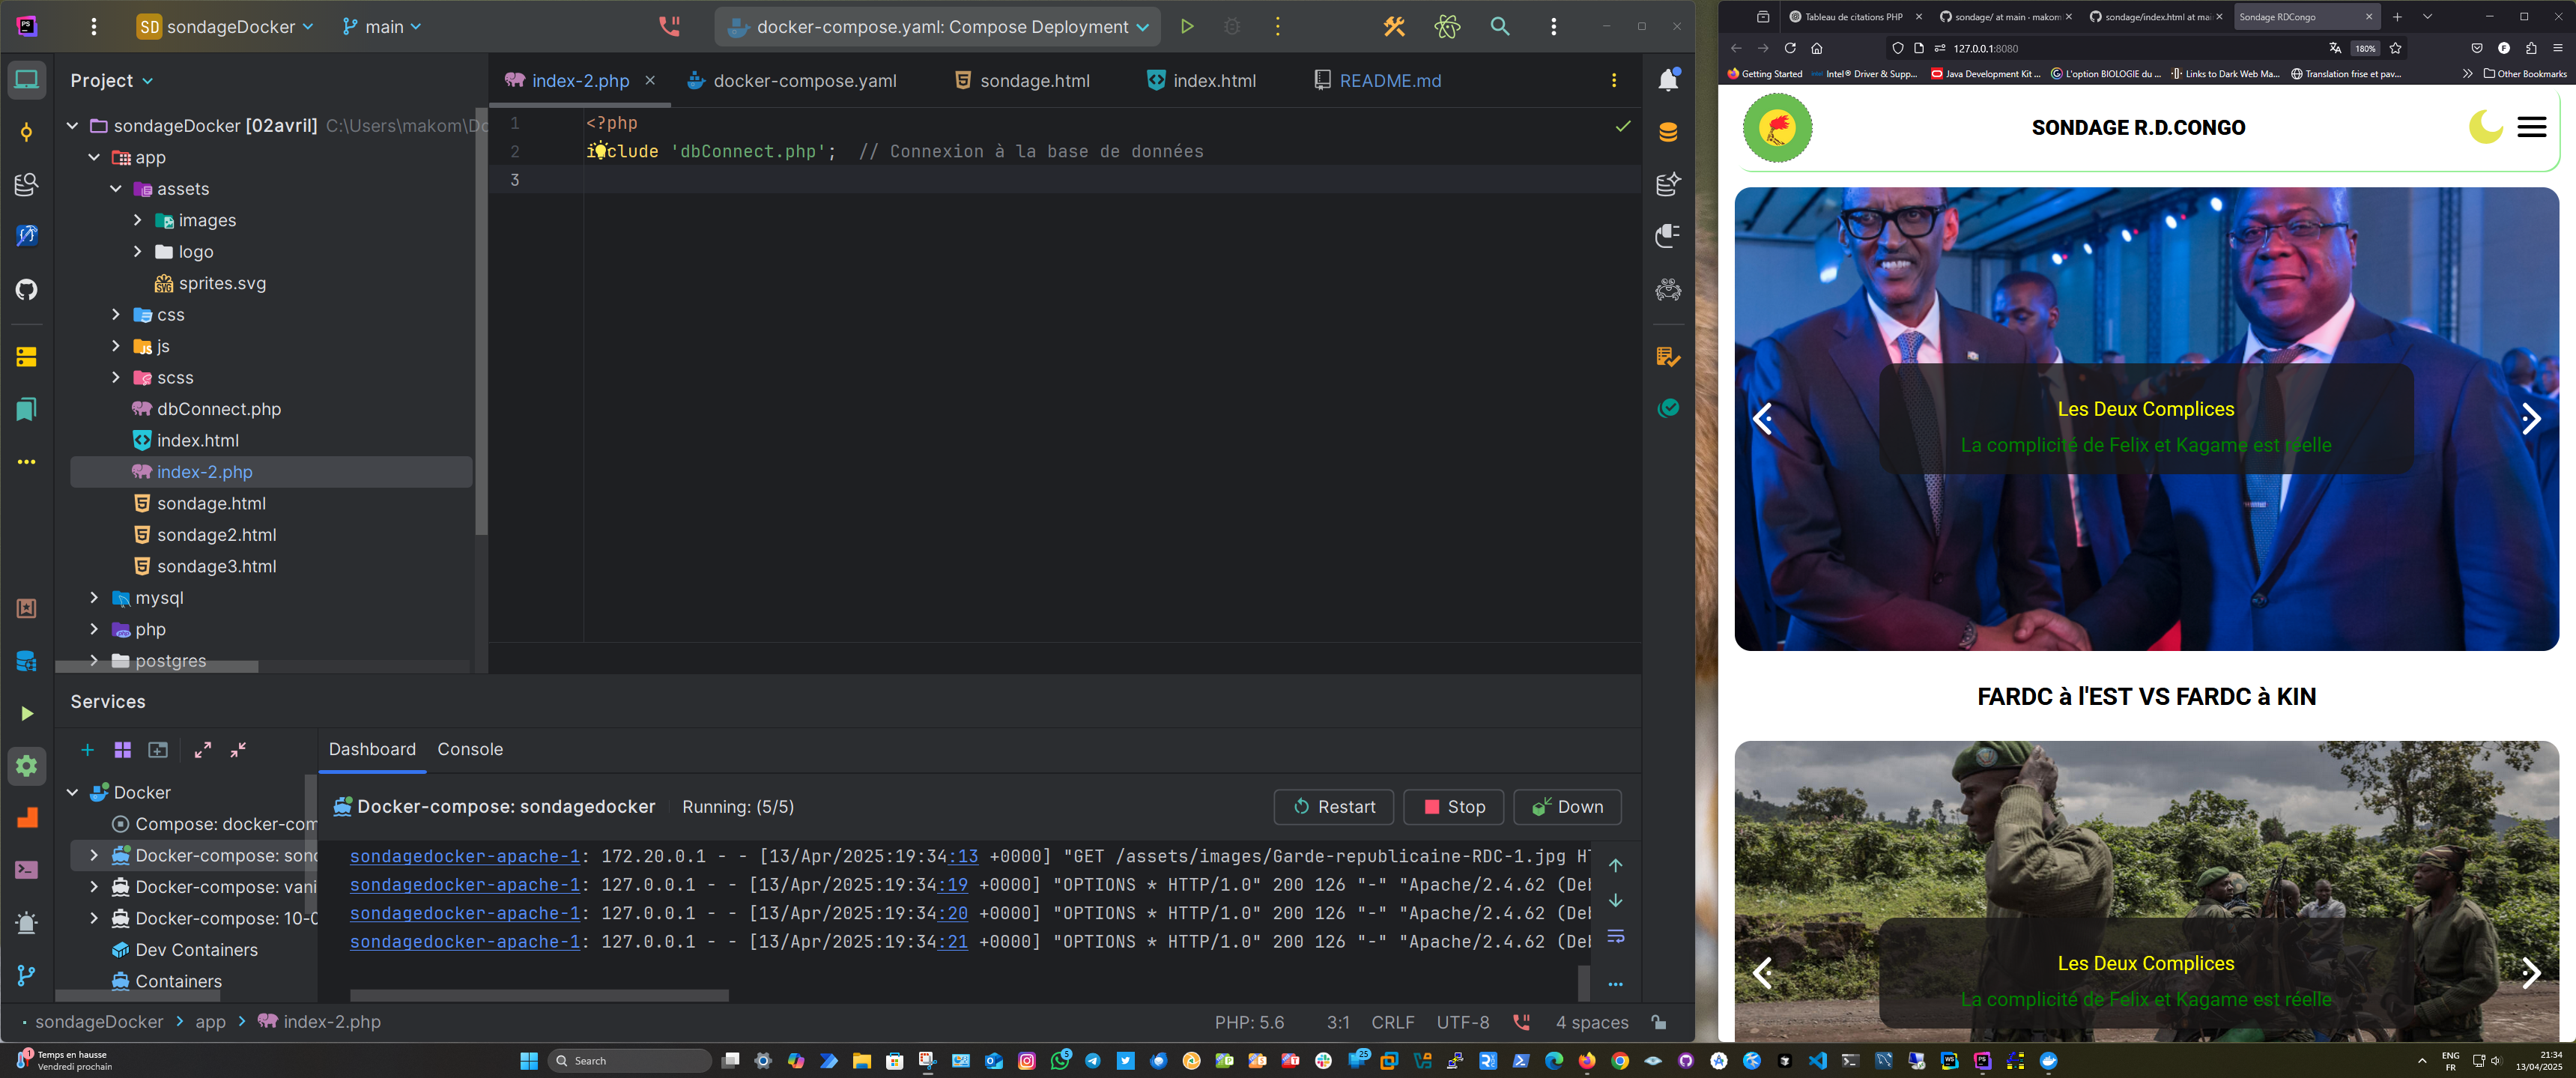 SD sondageDocker
main
docker-compose.yaml: Compose Deployment
Project
index-2.php
docker-compose.yaml
sondage.html
index.html
README.md
sondageDocker [02avril] C:\Users\makom\Dc
app
assets
images
logo
sprites.svg
css
js
scss
dbConnect.php
index.html
index-2.php
sondage.html
sondage2.html
sondage3.html
mysql
php
postgres
1 <?php
2 include 'dbConnect.php'; // Connexion à la base de données
3
Services
Dashboard
Console
Docker
Compose: docker-com
Docker-compose: sond
Docker-compose: vani
Docker-compose: 10-0
Dev Containers
Containers
Docker-compose: sondagedocker
Running: (5/5)
Restart
Stop
Down
sondagedocker-apache-1: 172.20.0.1 - - [13/Apr/2025:19:34:13 +0000] "GET /assets/images/Garde-republicaine-RDC-1.jpg HT
sondagedocker-apache-1: 127.0.0.1 - - [13/Apr/2025:19:34:19 +0000] "OPTIONS * HTTP/1.0" 200 126 "-" "Apache/2.4.62 (Deb
sondagedocker-apache-1: 127.0.0.1 - - [13/Apr/2025:19:34:20 +0000] "OPTIONS * HTTP/1.0" 200 126 "-" "Apache/2.4.62 (Deb
sondagedocker-apache-1: 127.0.0.1 - - [13/Apr/2025:19:34:21 +0000] "OPTIONS * HTTP/1.0" 200 126 "-" "Apache/2.4.62 (Deb
sondageDocker > app > index-2.php
PHP: 5.6
3:1
CRLF
UTF-8
4 spaces
Tableau de citations PHP
sondage/ at main · makom
sondage/index.html at mai
Sondage RDCongo
127.0.0.1:8080
180%
Getting Started
Intel® Driver & Supp...
Java Development Kit ...
L'option BIOLOGIE du ...
Links to Dark Web Ma...
Translation frise et pav...
Other Bookmarks
SONDAGE R.D.CONGO
Les Deux Complices
La complicité de Felix et Kagame est réelle
FARDC à l'EST VS FARDC à KIN
Les Deux Complices
La complicité de Felix et Kagame est réelle
1
Temps en hausse
Vendredi prochain
Search
5
25
ENG
FR
21:34
13/04/2025